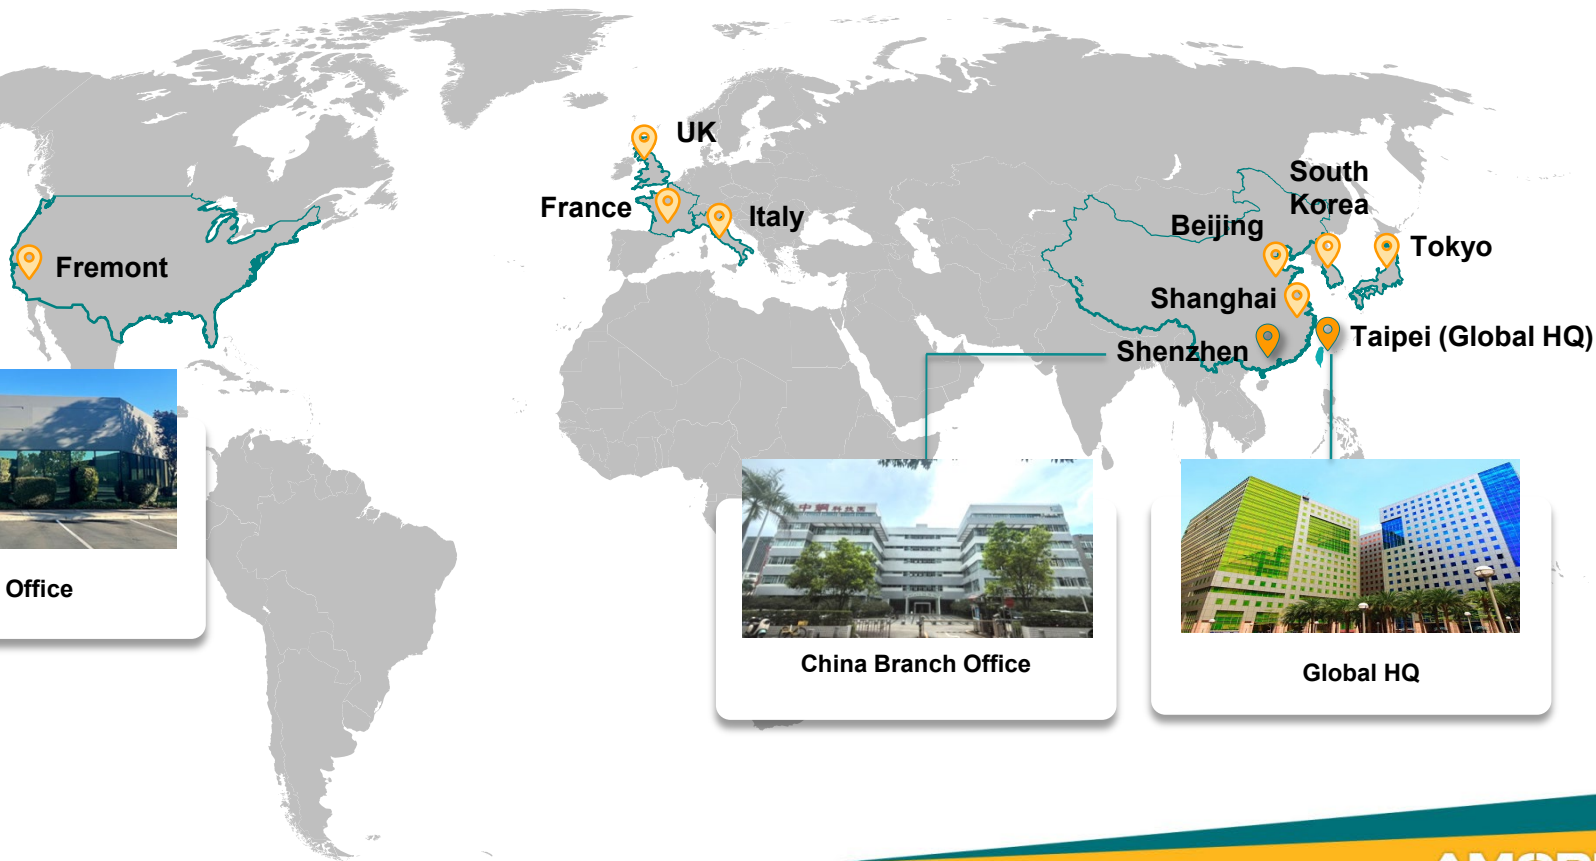 UK
South
Korea
France
Italy
Beijing
Tokyo
Fremont
Shanghai
Taipei (Global HQ)
Shenzhen
Office
China Branch Office
Global HQ